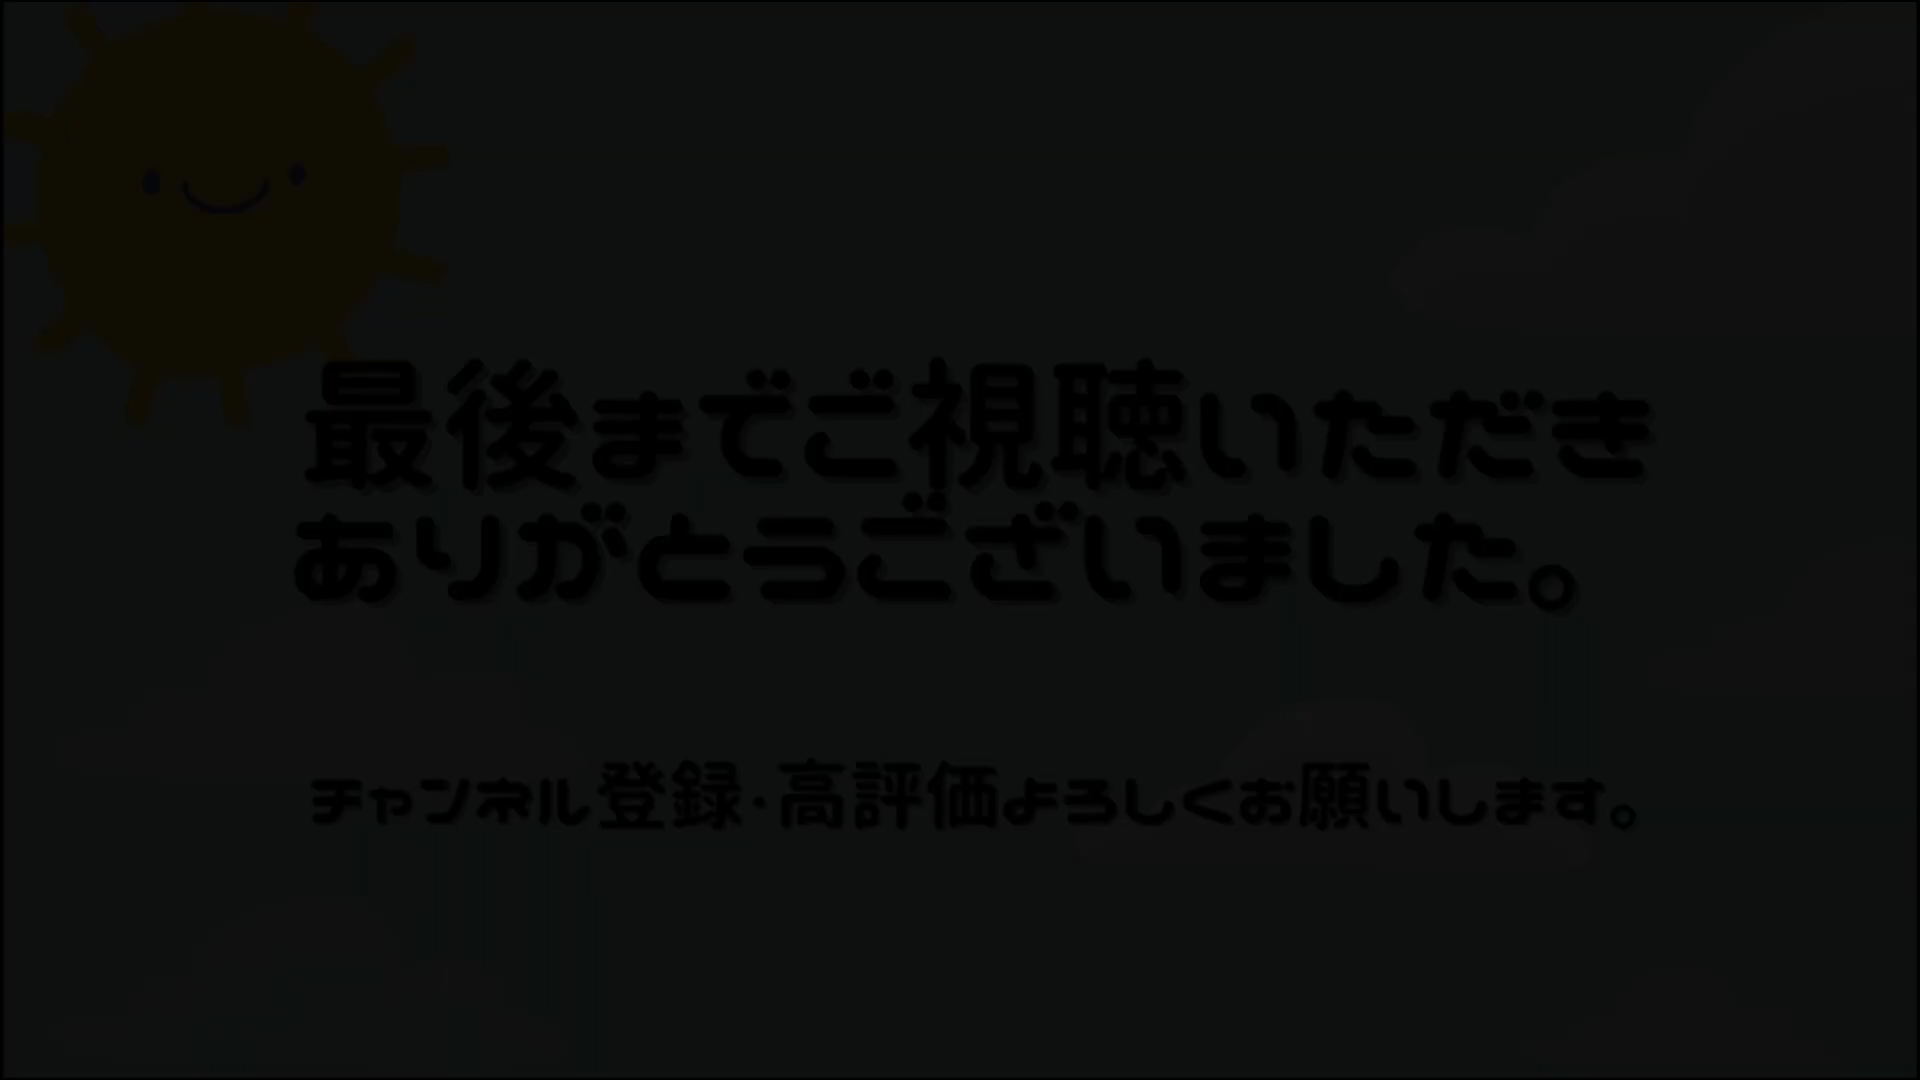 最後までご視聴いただき
ありがとうございました。
チャンネル登録・高評価よろしくお願いします。